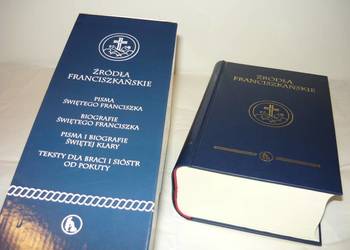 ŹRÓDŁA
FRANCISZKAŃSKIE
PISMA
ŚWIĘTEGO FRANCISZKA
BIOGRAFIE
ŚWIĘTEGO FRANCISZKA
PISMA I BIOGRAFIE
ŚWIĘTEJ KLARY
TEKSTY DLA BRACI I SIÓSTR
OD POKUTY
ŹRÓDŁA
FRANCISZKAŃSKIE